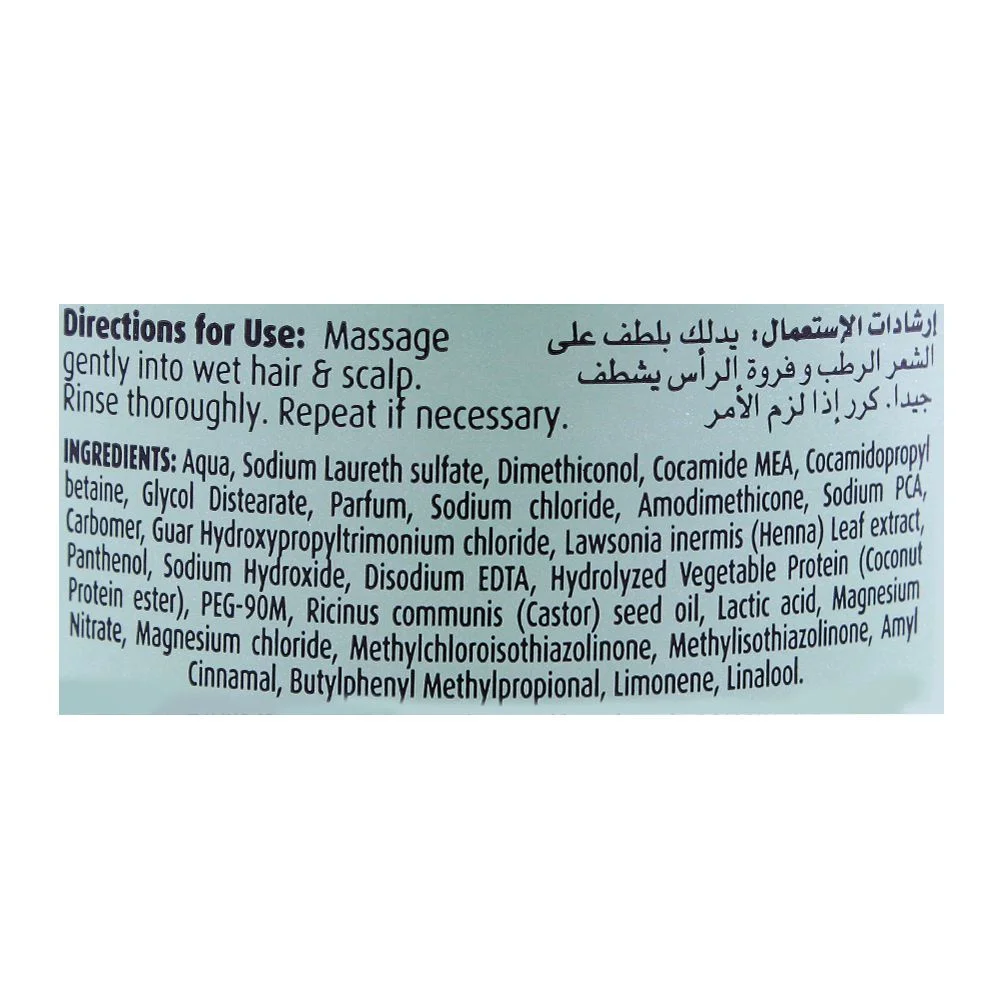 Directions for Use: Massage
gently into wet hair & scalp.
Rinse thoroughly. Repeat if necessary.
إرشادات الإستعمال: يدلك بلطف على
الشعر الرطب و فروة الرأس يشطف
جيدا. كرر إذا لزم الأمر
INGREDIENTS: Aqua, Sodium Laureth sulfate, Dimethiconol, Cocamide MEA, Cocamidopropyl
betaine, Glycol Distearate, Parfum, Sodium chloride, Amodimethicone, Sodium PCA,
Carbomer, Guar Hydroxypropyltrimonium chloride, Lawsonia inermis (Henna) Leaf extract,
Panthenol, Sodium Hydroxide, Disodium EDTA, Hydrolyzed Vegetable Protein (Coconut
Protein ester), PEG-90M, Ricinus communis (Castor) seed oil, Lactic acid, Magnesium
Nitrate, Magnesium chloride, Methylchloroisothiazolinone, Methylisothiazolinone, Amyl
Cinnamal, Butylphenyl Methylpropional, Limonene, Linalool.